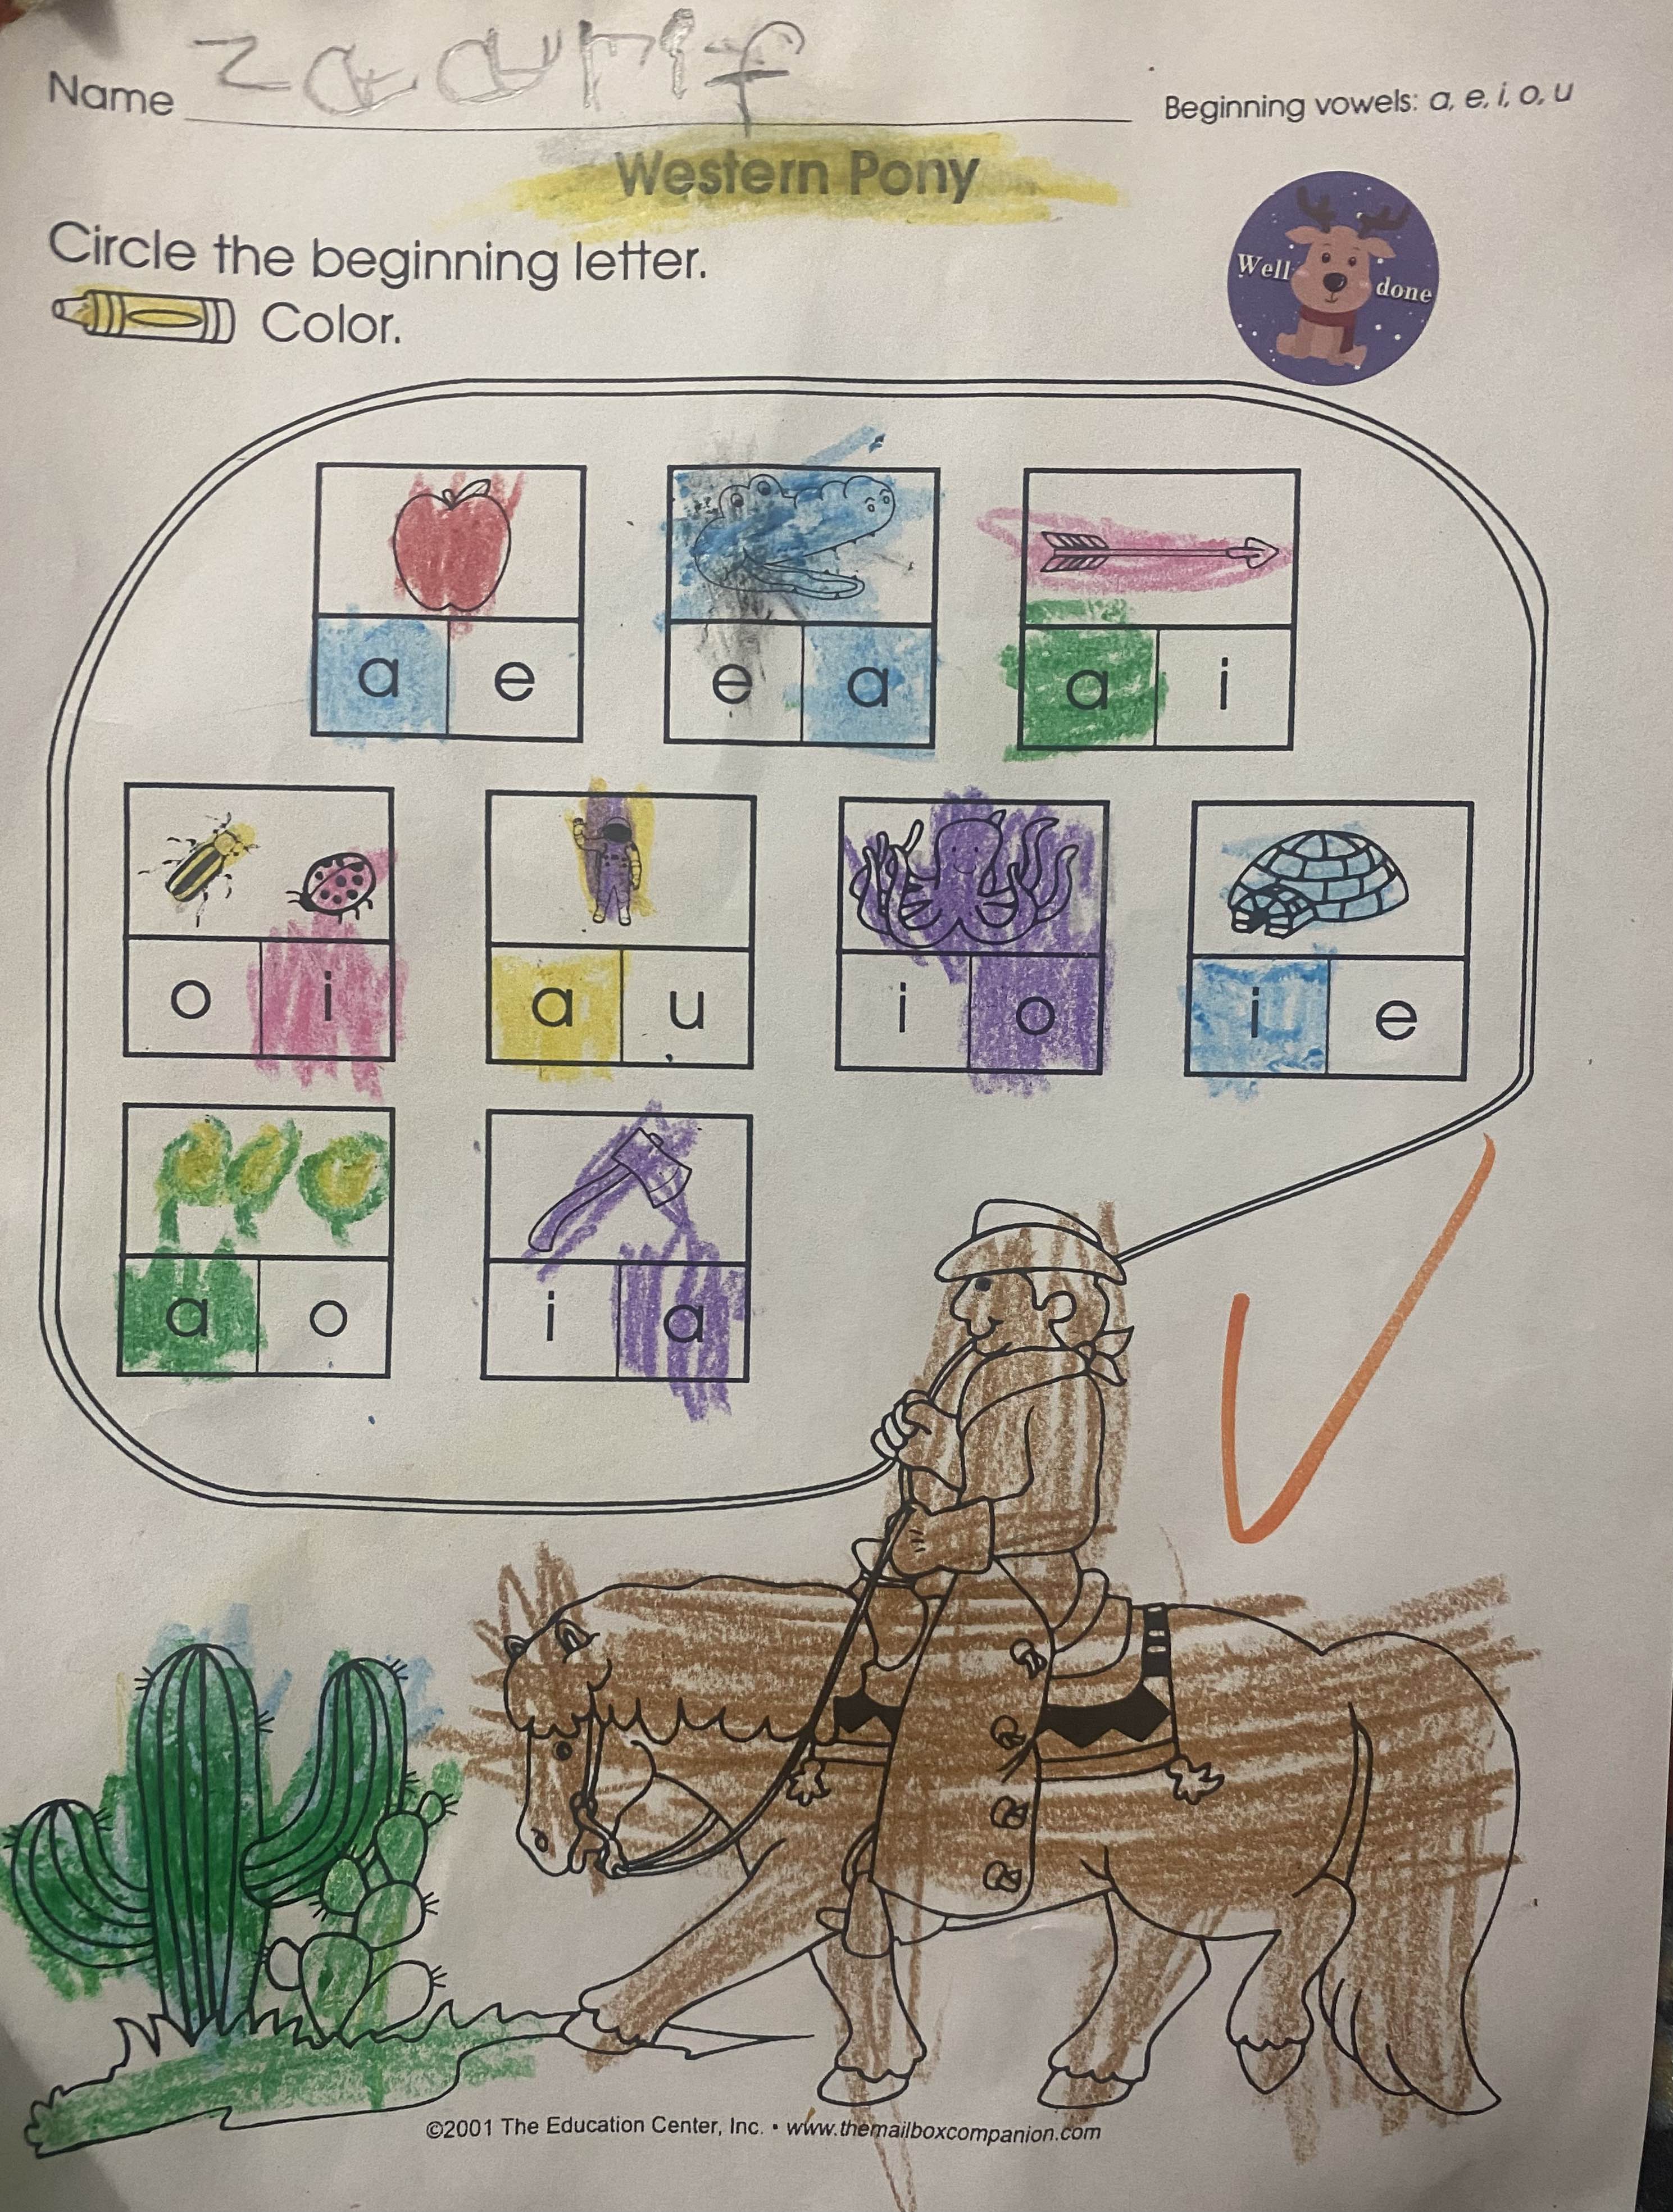 Name zaaurif
Beginning vowels: a, e, i, o, u
Western Pony
Circle the beginning letter.
Color.
Well done
a e
e a
a i
o i
a u
i o
i e
a o
i a
©2001 The Education Center, Inc. • www.themailboxcompanion.com